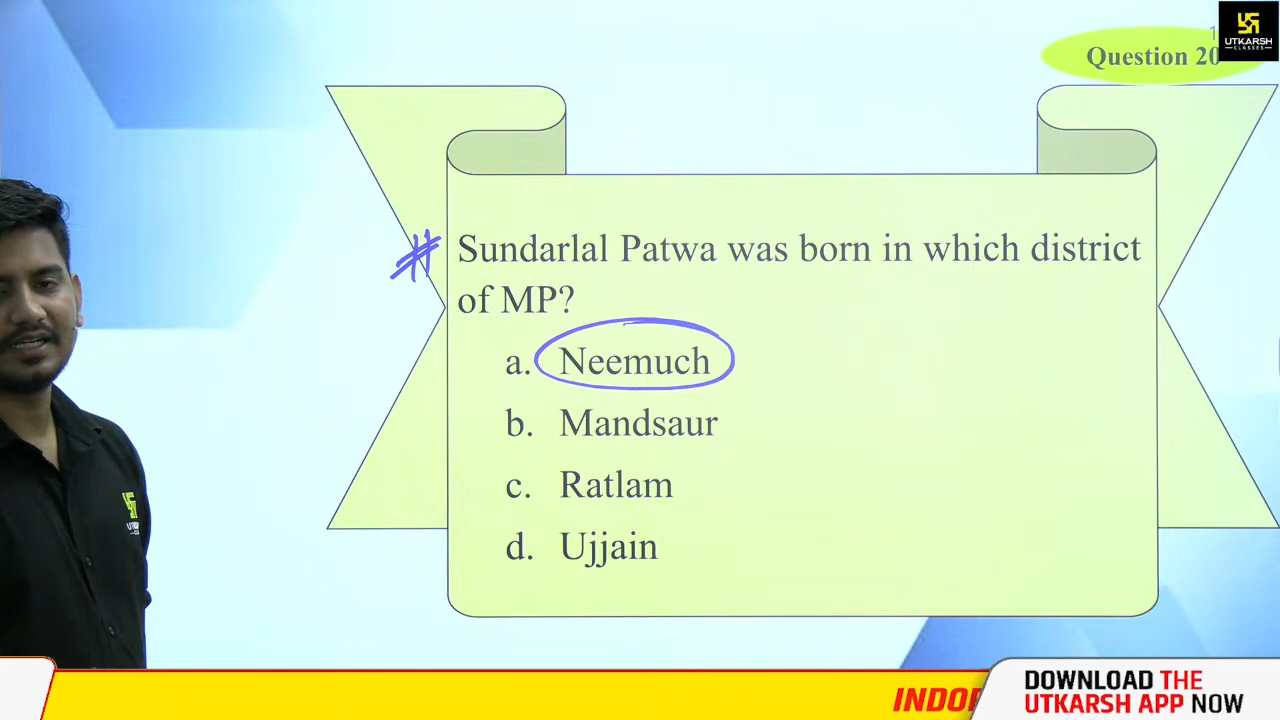 UTKARSH
CLASSES
Question 20
Sundarlal Patwa was born in which district
of MP?
a. Neemuch
b. Mandsaur
c. Ratlam
d. Ujjain
DOWNLOAD THE
UTKARSH APP NOW